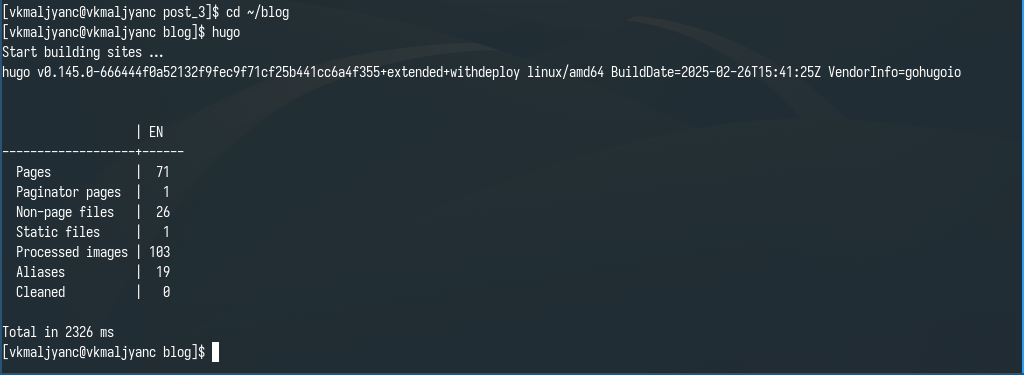 [vkmaljyanc@vkmaljyanc post_3]$ cd ~/blog
[vkmaljyanc@vkmaljyanc blog]$ hugo
Start building sites …
hugo v0.145.0-666444f0a52132f9fec9f71cf25b441cc6a4f355+extended+withdeploy linux/amd64 BuildDate=2025-02-26T15:41:25Z VendorInfo=gohugoio
                   | EN
-------------------+------
  Pages            |  71
  Paginator pages  |   1
  Non-page files   |  26
  Static files     |   1
  Processed images | 103
  Aliases          |  19
  Cleaned          |   0
Total in 2326 ms
[vkmaljyanc@vkmaljyanc blog]$